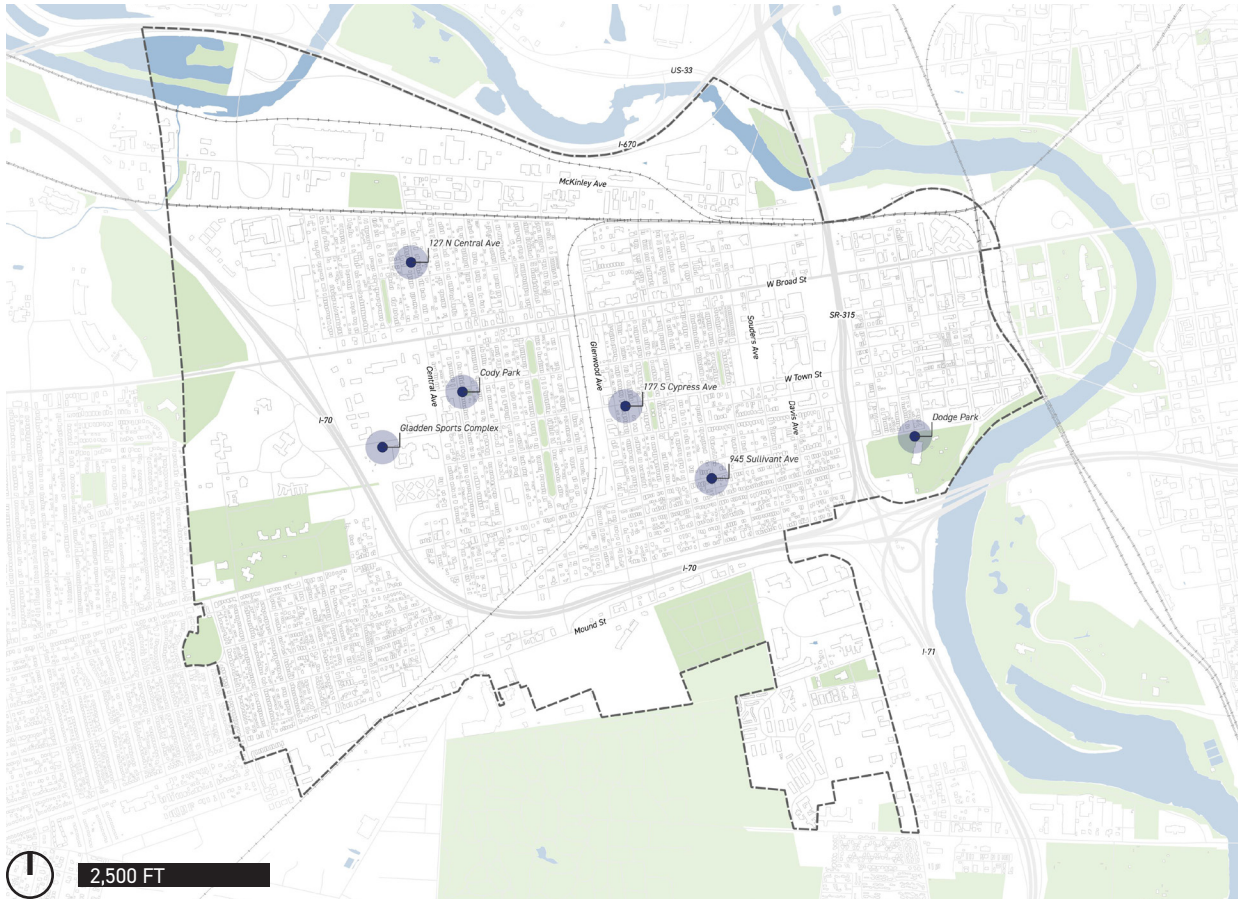 US-33
I-670
McKinley Ave
127 N Central Ave
W Broad St
SR-315
Souders Ave
Glenwood Ave
Central Ave
Cody Park
W Town St
177 S Cypress Ave
Davis Ave
I-70
Dodge Park
Gladden Sports Complex
945 Sullivant Ave
I-70
Mound St
I-71
2,500 FT